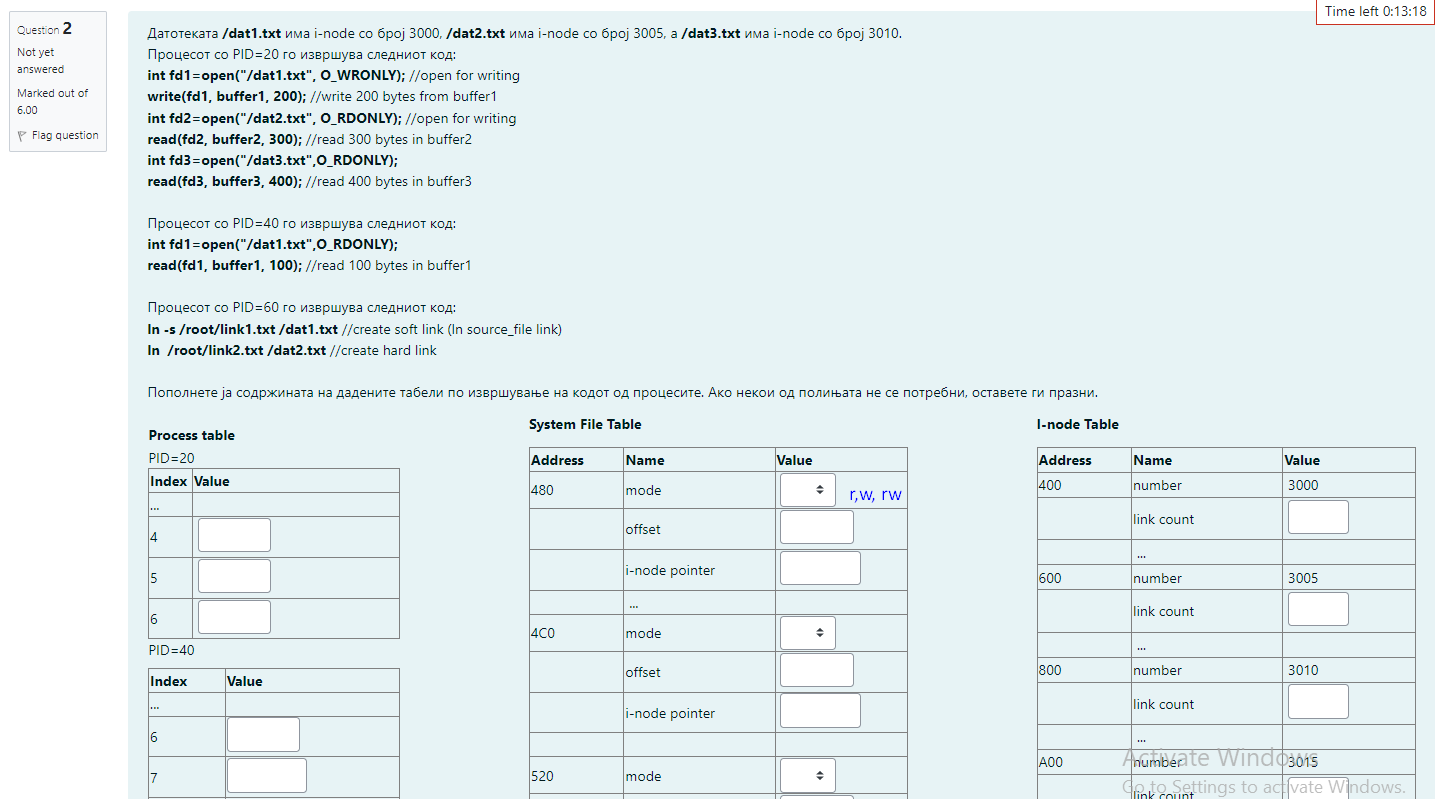 Time left 0:13:18
Question 2
Not yet
answered
Marked out of
6.00
Flag question
Датотеката /dat1.txt има i-node со број 3000, /dat2.txt има i-node со број 3005, а /dat3.txt има i-node со број 3010.
Процесот со PID=20 го извршува следниот код:
int fd1=open("/dat1.txt", O_WRONLY); //open for writing
write(fd1, buffer1, 200); //write 200 bytes from buffer1
int fd2=open("/dat2.txt", O_RDONLY); //open for writing
read(fd2, buffer2, 300); //read 300 bytes in buffer2
int fd3=open("/dat3.txt",O_RDONLY);
read(fd3, buffer3, 400); //read 400 bytes in buffer3
Процесот со PID=40 го извршува следниот код:
int fd1=open("/dat1.txt",O_RDONLY);
read(fd1, buffer1, 100); //read 100 bytes in buffer1
Процесот со PID=60 го извршува следниот код:
ln -s /root/link1.txt /dat1.txt //create soft link (ln source_file link)
ln /root/link2.txt /dat2.txt //create hard link
Пополнете ја содржината на дадените табели по извршување на кодот од процесите. Ако некои од полињата не се потребни, оставете ги празни.
Process table
PID=20
Index Value
...
4
5
6
PID=40
Index Value
...
6
7
System File Table
Address Name Value
480 mode r,w, rw
offset
i-node pointer
...
4C0 mode
offset
i-node pointer
520 mode
I-node Table
Address Name Value
400 number 3000
link count
...
600 number 3005
link count
...
800 number 3010
link count
...
A00 number 3015
link count
Activate Windows
Go to Settings to activate Windows.